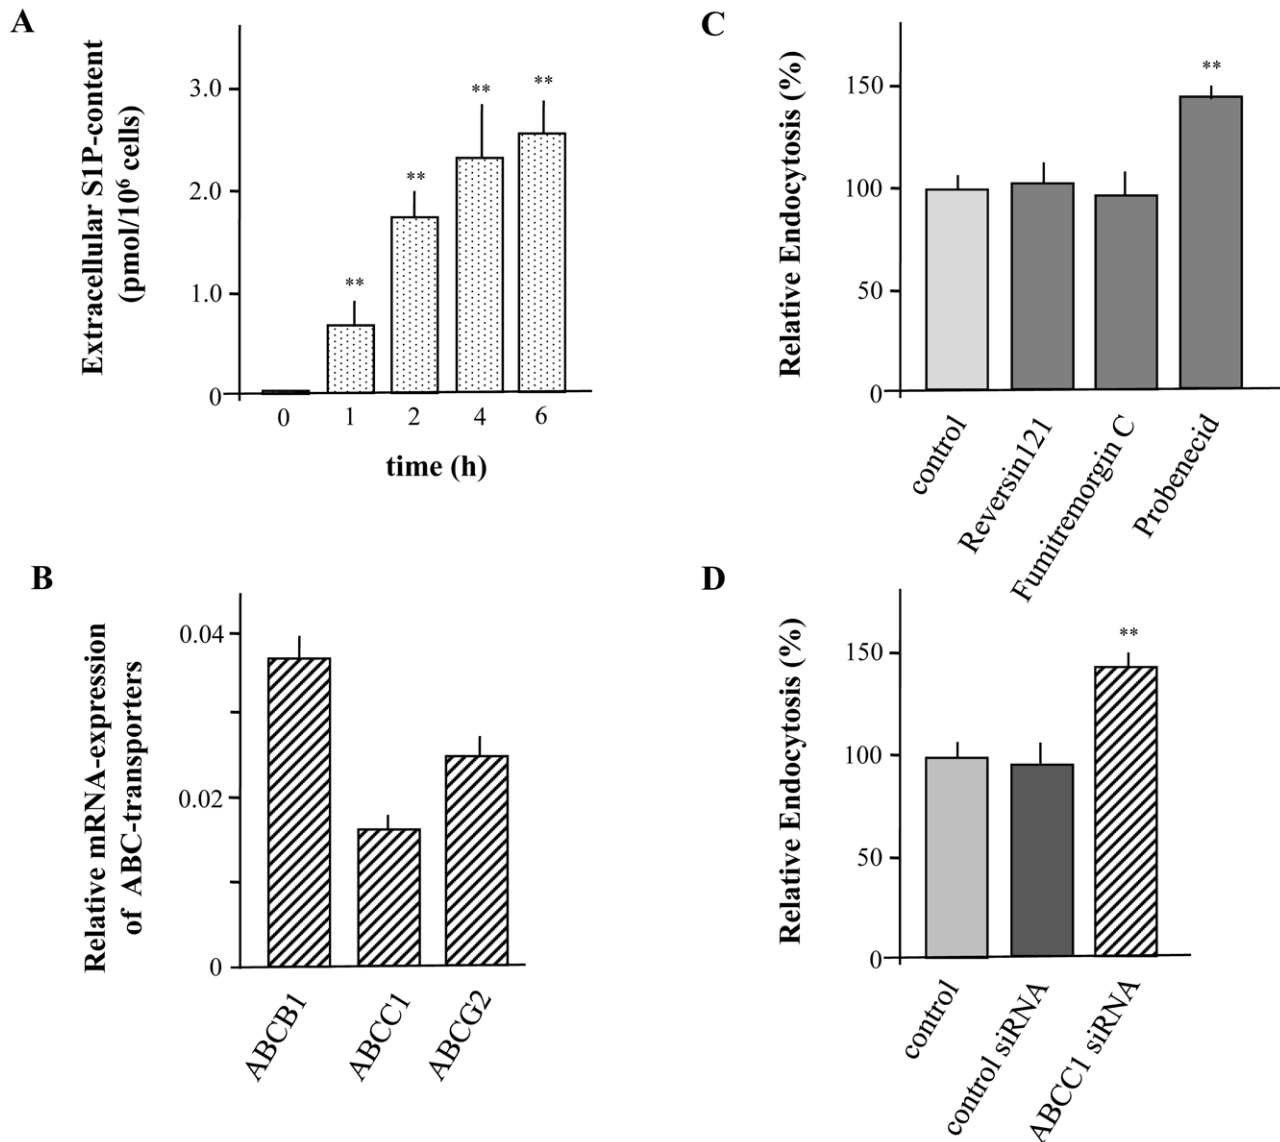 A
Extracellular S1P-content
(pmol/10⁶ cells)
3.0
2.0
1.0
0
**
**
**
**
0 1 2 4 6
time (h)
B
Relative mRNA-expression
of ABC-transporters
0.04
0.02
0
ABCB1
ABCC1
ABCG2
C
Relative Endocytosis (%)
150
100
50
0
**
control
Reversin121
Fumitremorgin C
Probenecid
D
Relative Endocytosis (%)
150
100
50
0
**
control
control siRNA
ABCC1 siRNA